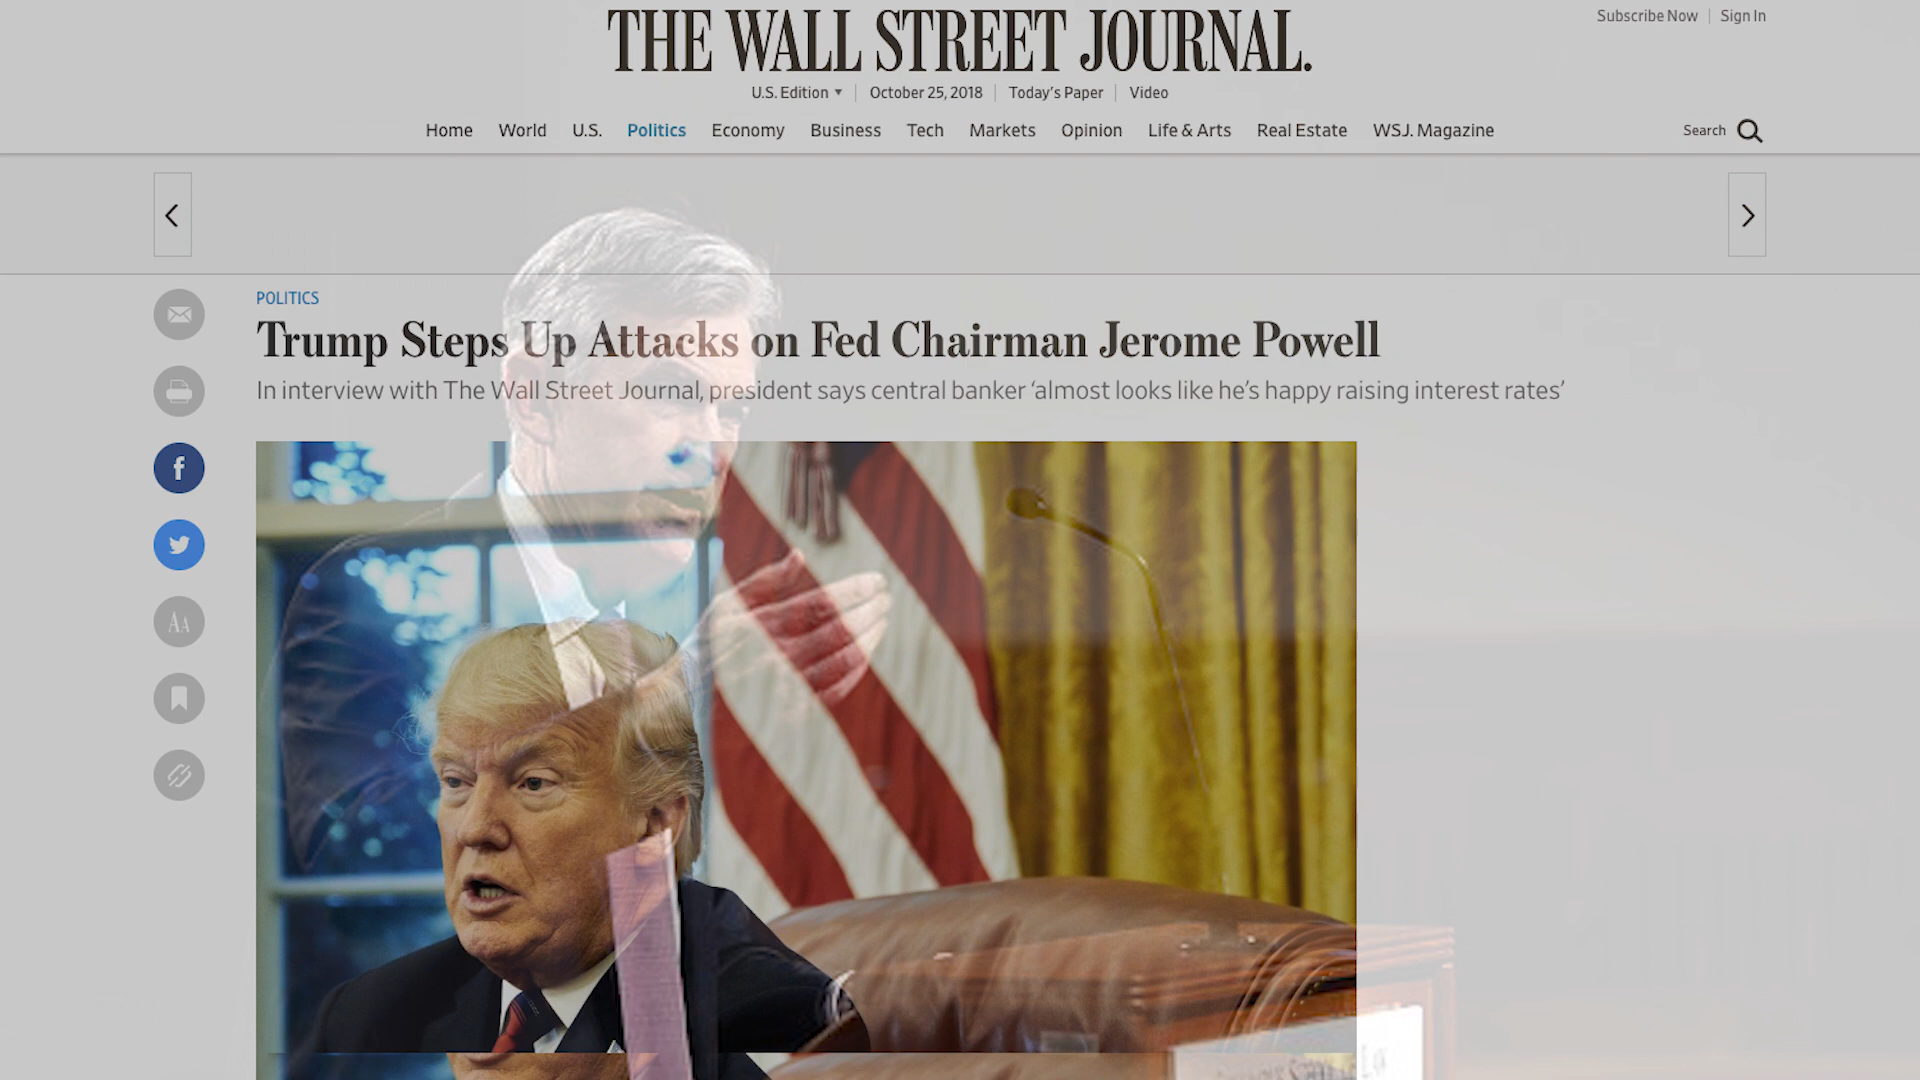 THE WALL STREET JOURNAL.
Subscribe Now | Sign In
U.S. Edition ▾ | October 25, 2018 | Today's Paper | Video
Home World U.S. Politics Economy Business Tech Markets Opinion Life & Arts Real Estate WSJ. Magazine
Search
POLITICS
Trump Steps Up Attacks on Fed Chairman Jerome Powell
In interview with The Wall Street Journal, president says central banker ‘almost looks like he’s happy raising interest rates’
f
AA